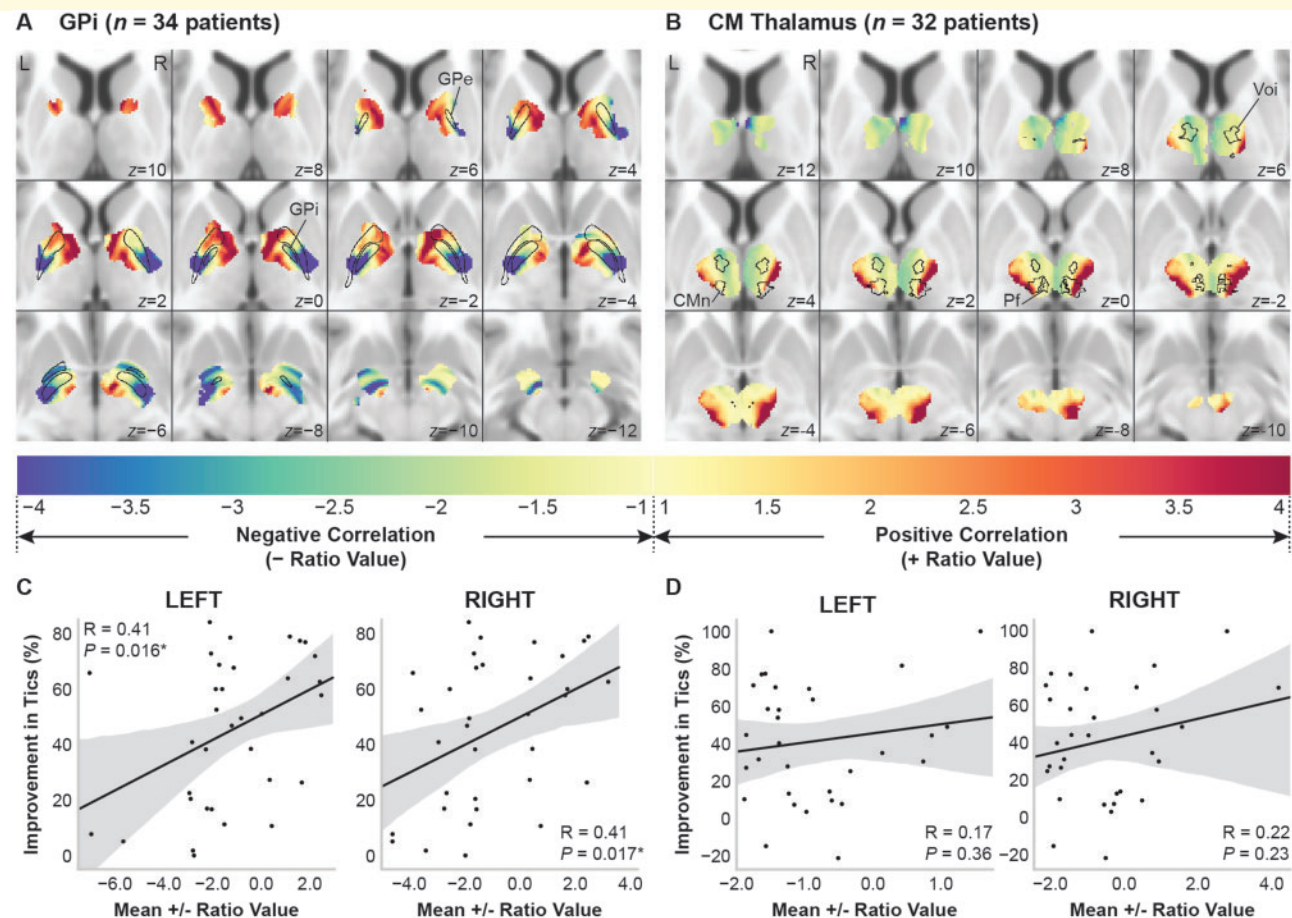 A GPi (n = 34 patients)
L R
GPe
z=10 z=8 z=6 z=4
GPi
z=2 z=0 z=−2 z=−4
z=−6 z=−8 z=−10 z=−12
B CM Thalamus (n = 32 patients)
L R
Voi
z=12 z=10 z=8 z=6
CMn Pf
z=4 z=2 z=0 z=-2
z=-4 z=-6 z=-8 z=-10
−4 −3.5 −3 −2.5 −2 −1.5 −1 1 1.5 2 2.5 3 3.5 4
Negative Correlation
(− Ratio Value)
Positive Correlation
(+ Ratio Value)
C
LEFT
R = 0.41
P = 0.016*
Improvement in Tics (%)
80
60
40
20
0
−6.0 −4.0 −2.0 0.0 2.0
Mean +/- Ratio Value
RIGHT
80
60
40
20
0
R = 0.41
P = 0.017*
−4.0 −2.0 0.0 2.0 4.0
Mean +/- Ratio Value
D
LEFT
Improvement in Tics (%)
100
80
60
40
20
0
−20
R = 0.17
P = 0.36
−2.0 −1.0 0.0 1.0
Mean +/- Ratio Value
RIGHT
100
80
60
40
20
0
−20
R = 0.22
P = 0.23
−2.0 0.0 2.0 4.0
Mean +/- Ratio Value